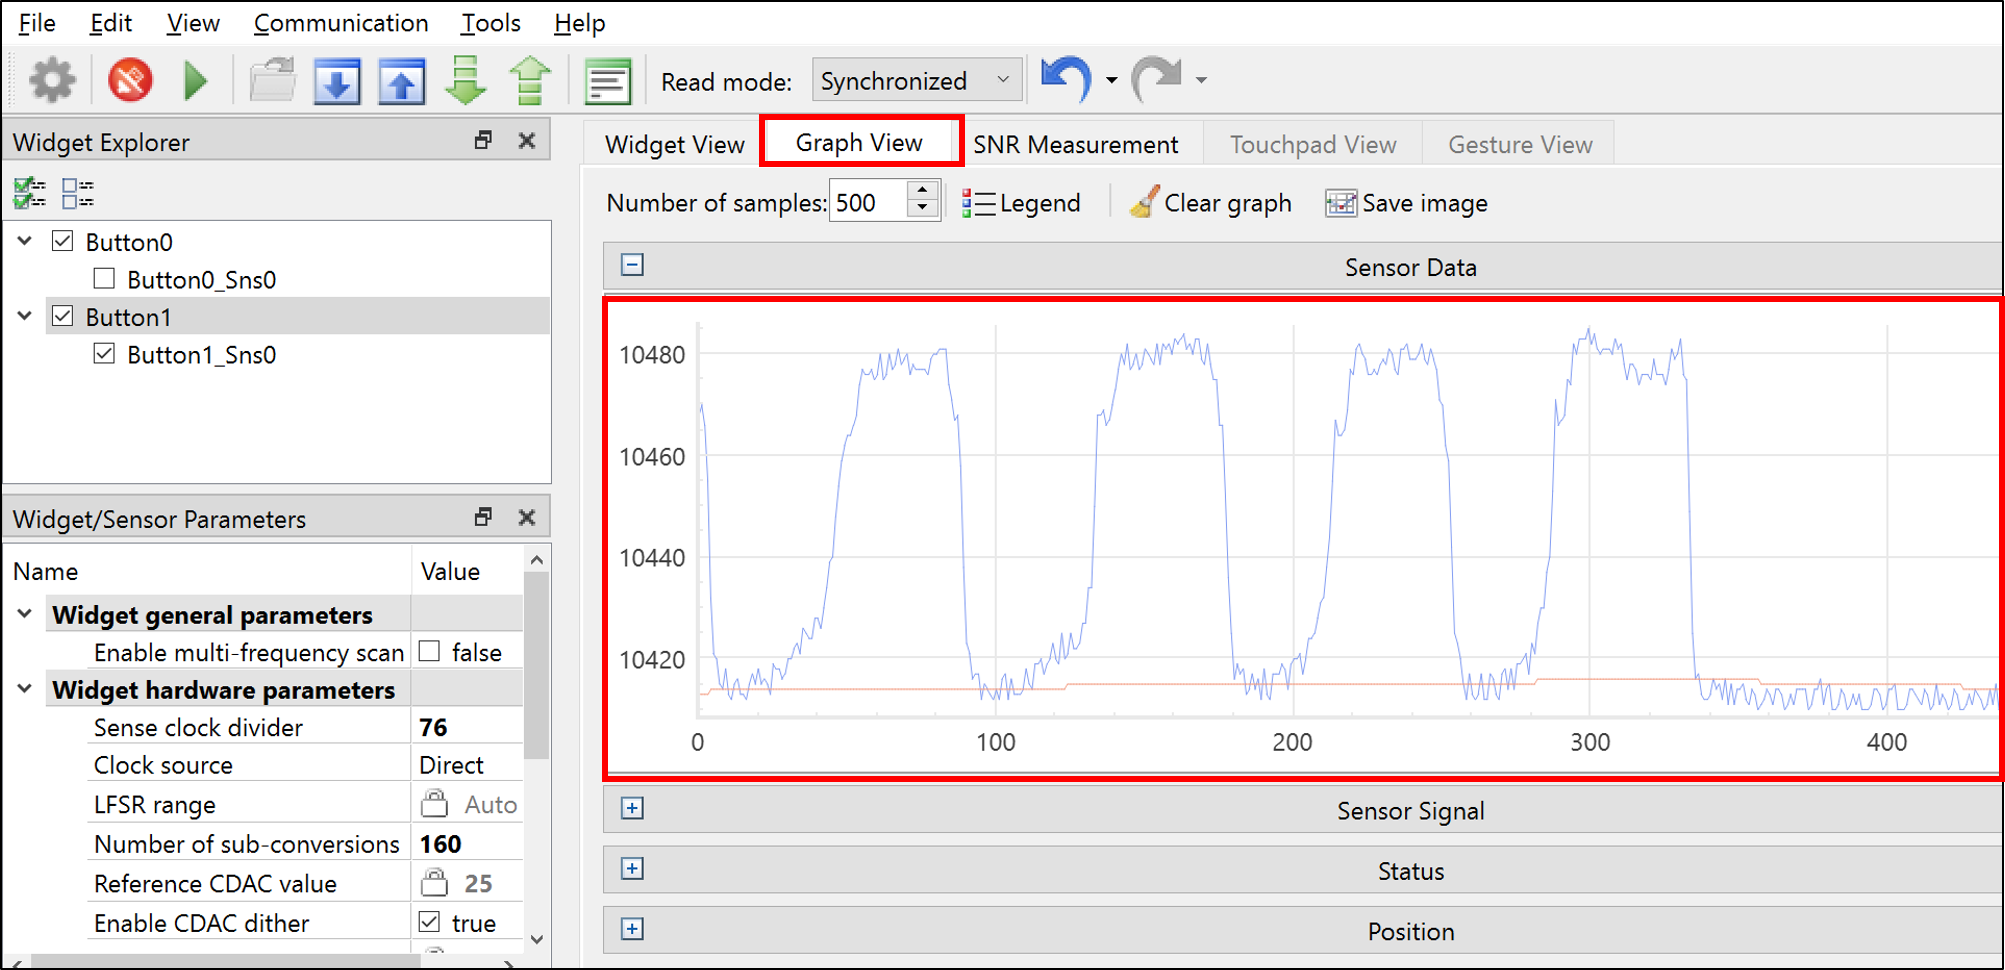 File Edit View Communication Tools Help
Read mode: Synchronized
Widget Explorer
Button0
Button0_Sns0
Button1
Button1_Sns0
Widget/Sensor Parameters
Name Value
Widget general parameters
Enable multi-frequency scan false
Widget hardware parameters
Sense clock divider 76
Clock source Direct
LFSR range Auto
Number of sub-conversions 160
Reference CDAC value 25
Enable CDAC dither true
Widget View Graph View SNR Measurement Touchpad View Gesture View
Number of samples: 500 Legend Clear graph Save image
Sensor Data
10480
10460
10440
10420
0 100 200 300 400
Sensor Signal
Status
Position